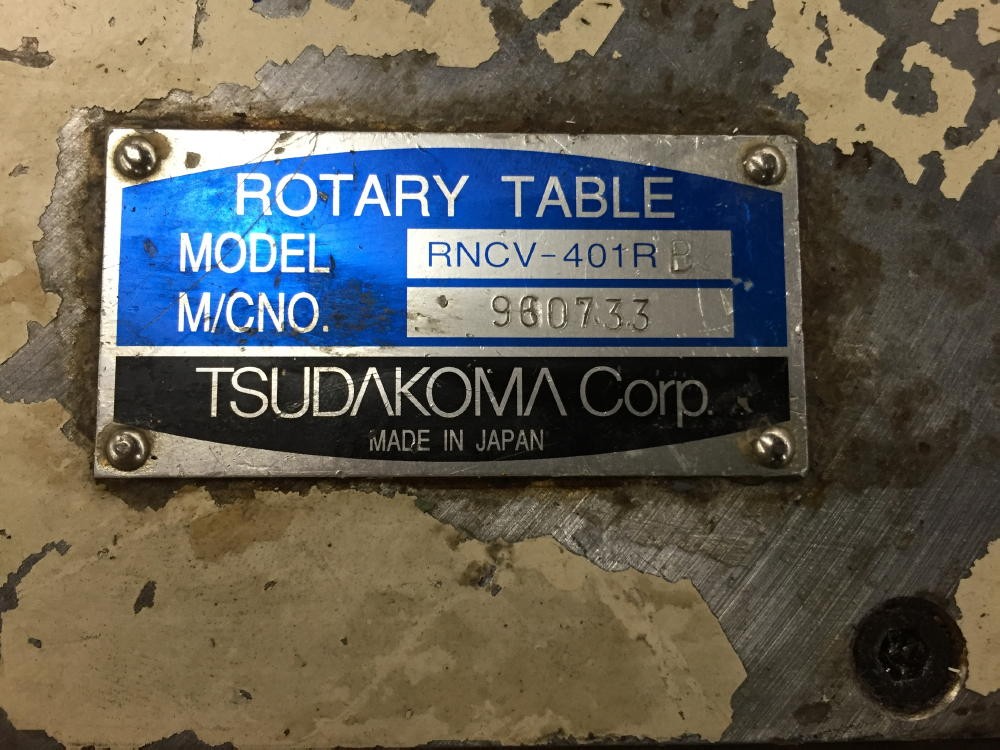 ROTARY TABLE
MODEL RNCV-401R B
M/CNO. 960733
TSUDAKOMA Corp.
MADE IN JAPAN